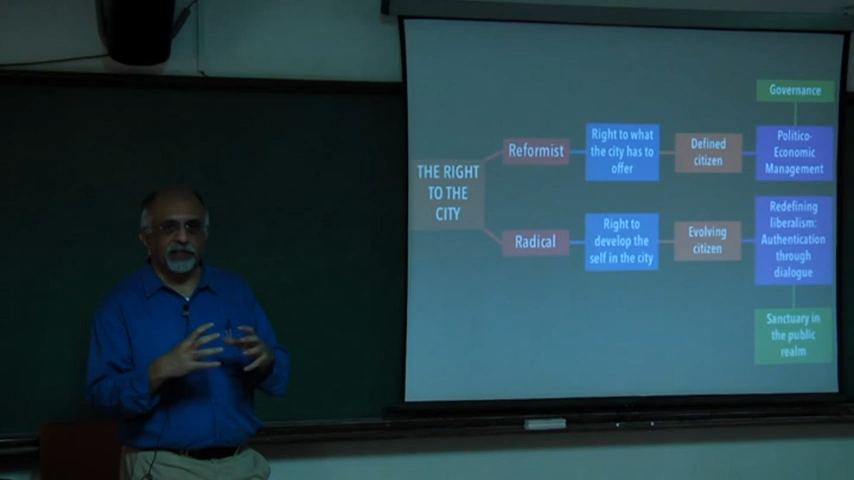 THE RIGHT
TO THE
CITY
Reformist
Right to what
the city has to
offer
Defined
citizen
Politico-
Economic
Management
Governance
Radical
Right to
develop the
self in the city
Evolving
citizen
Redefining
liberalism:
Authentication
through
dialogue
Sanctuary in
the public
realm